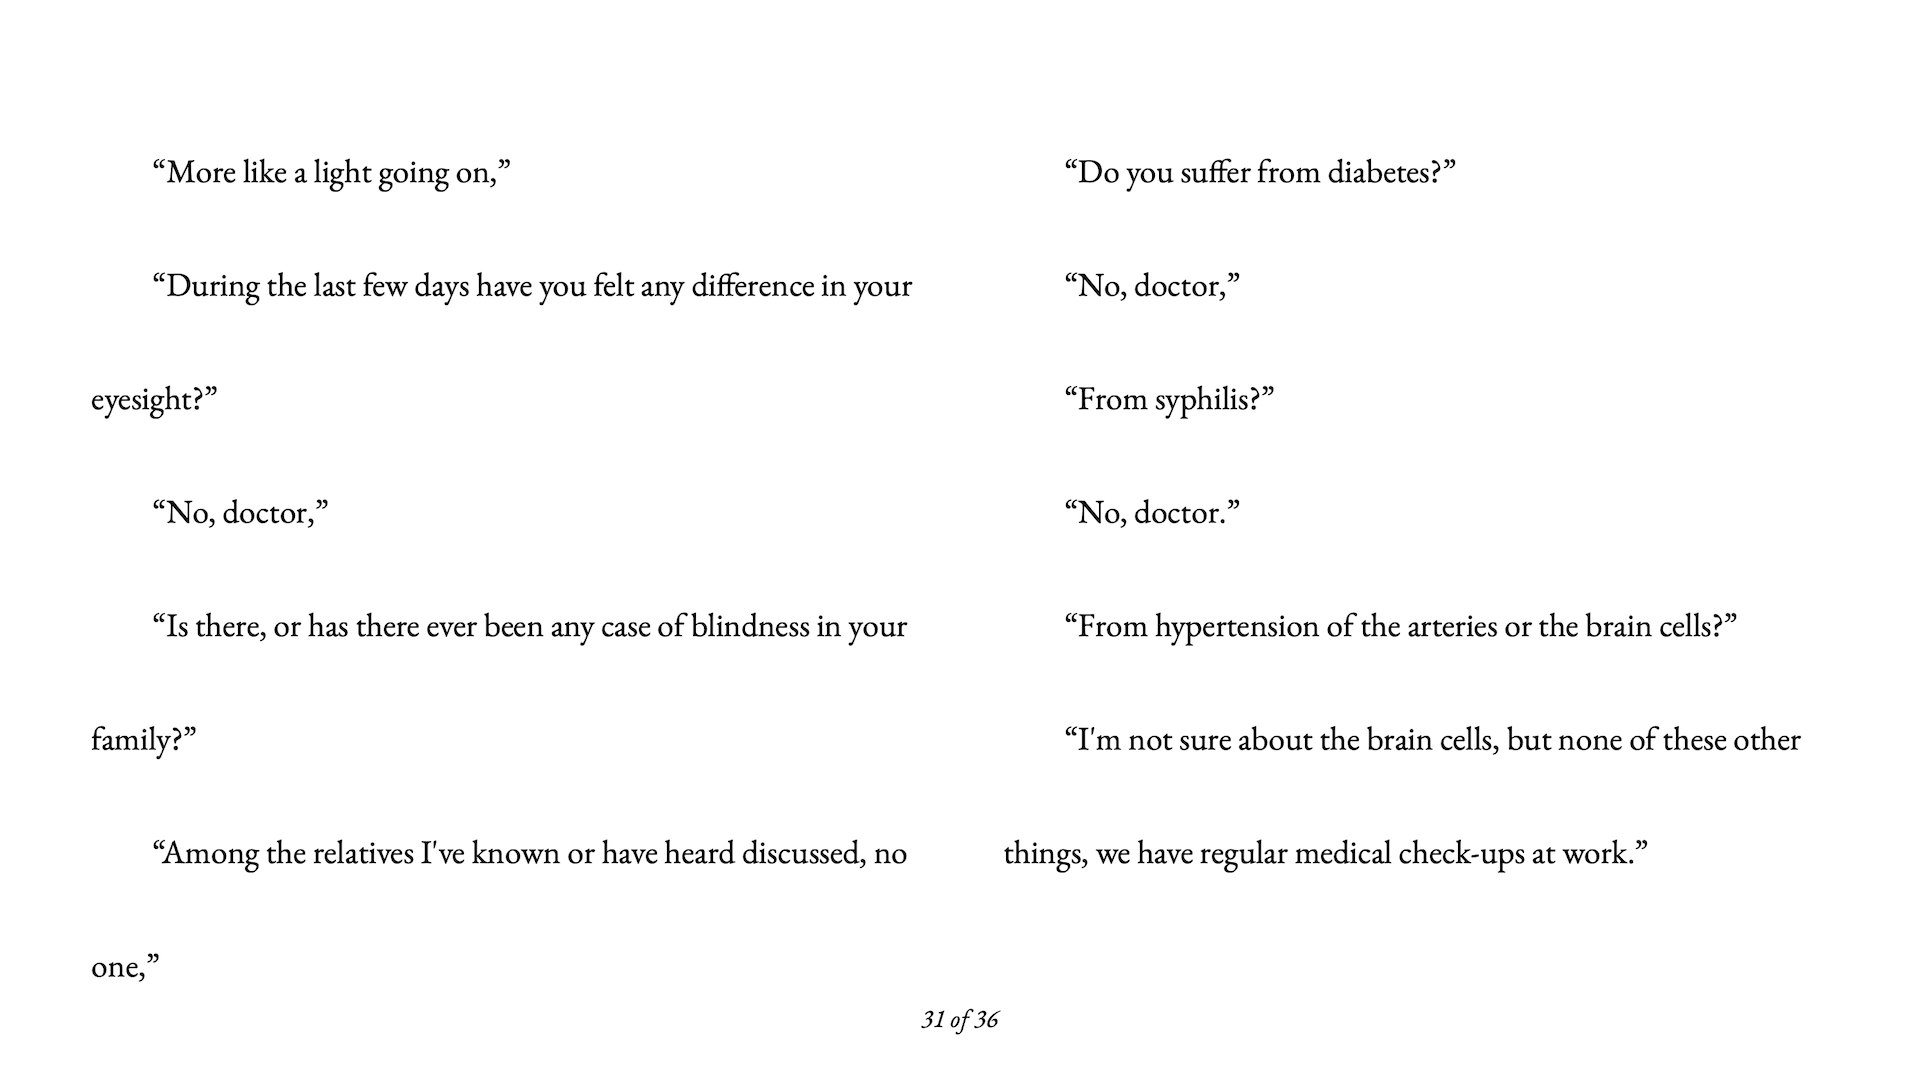 “More like a light going on,”
“During the last few days have you felt any difference in your
eyesight?”
“No, doctor,”
“Is there, or has there ever been any case of blindness in your
family?”
“Among the relatives I've known or have heard discussed, no
one,”
“Do you suffer from diabetes?”
“No, doctor,”
“From syphilis?”
“No, doctor.”
“From hypertension of the arteries or the brain cells?”
“I'm not sure about the brain cells, but none of these other
things, we have regular medical check-ups at work.”
31 of 36